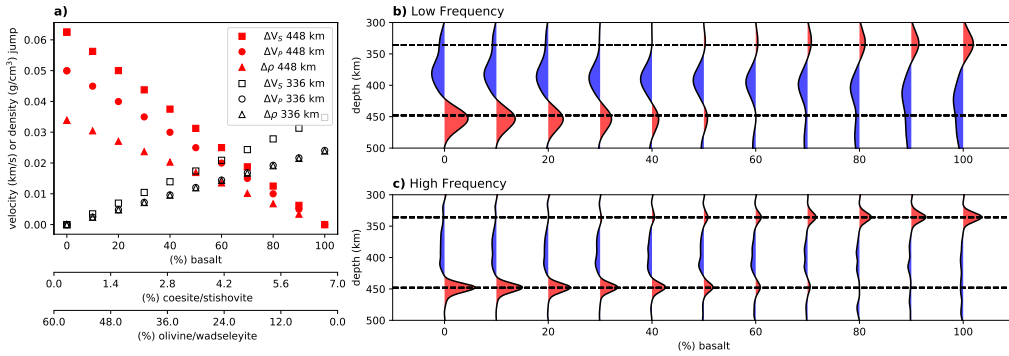 a)
velocity (km/s) or density (g/cm³) jump
0.06
0.05
0.04
0.03
0.02
0.01
0.00
ΔV_S 448 km
ΔV_P 448 km
Δρ 448 km
ΔV_S 336 km
ΔV_P 336 km
Δρ 336 km
0 20 40 60 80 100
(%) basalt
0.0 1.4 2.8 4.2 5.6 7.0
(%) coesite/stishovite
60.0 48.0 36.0 24.0 12.0 0.0
(%) olivine/wadseleyite
b) Low Frequency
depth (km)
300
350
400
450
500
0 20 40 60 80 100
c) High Frequency
depth (km)
300
350
400
450
500
0 20 40 60 80 100
(%) basalt